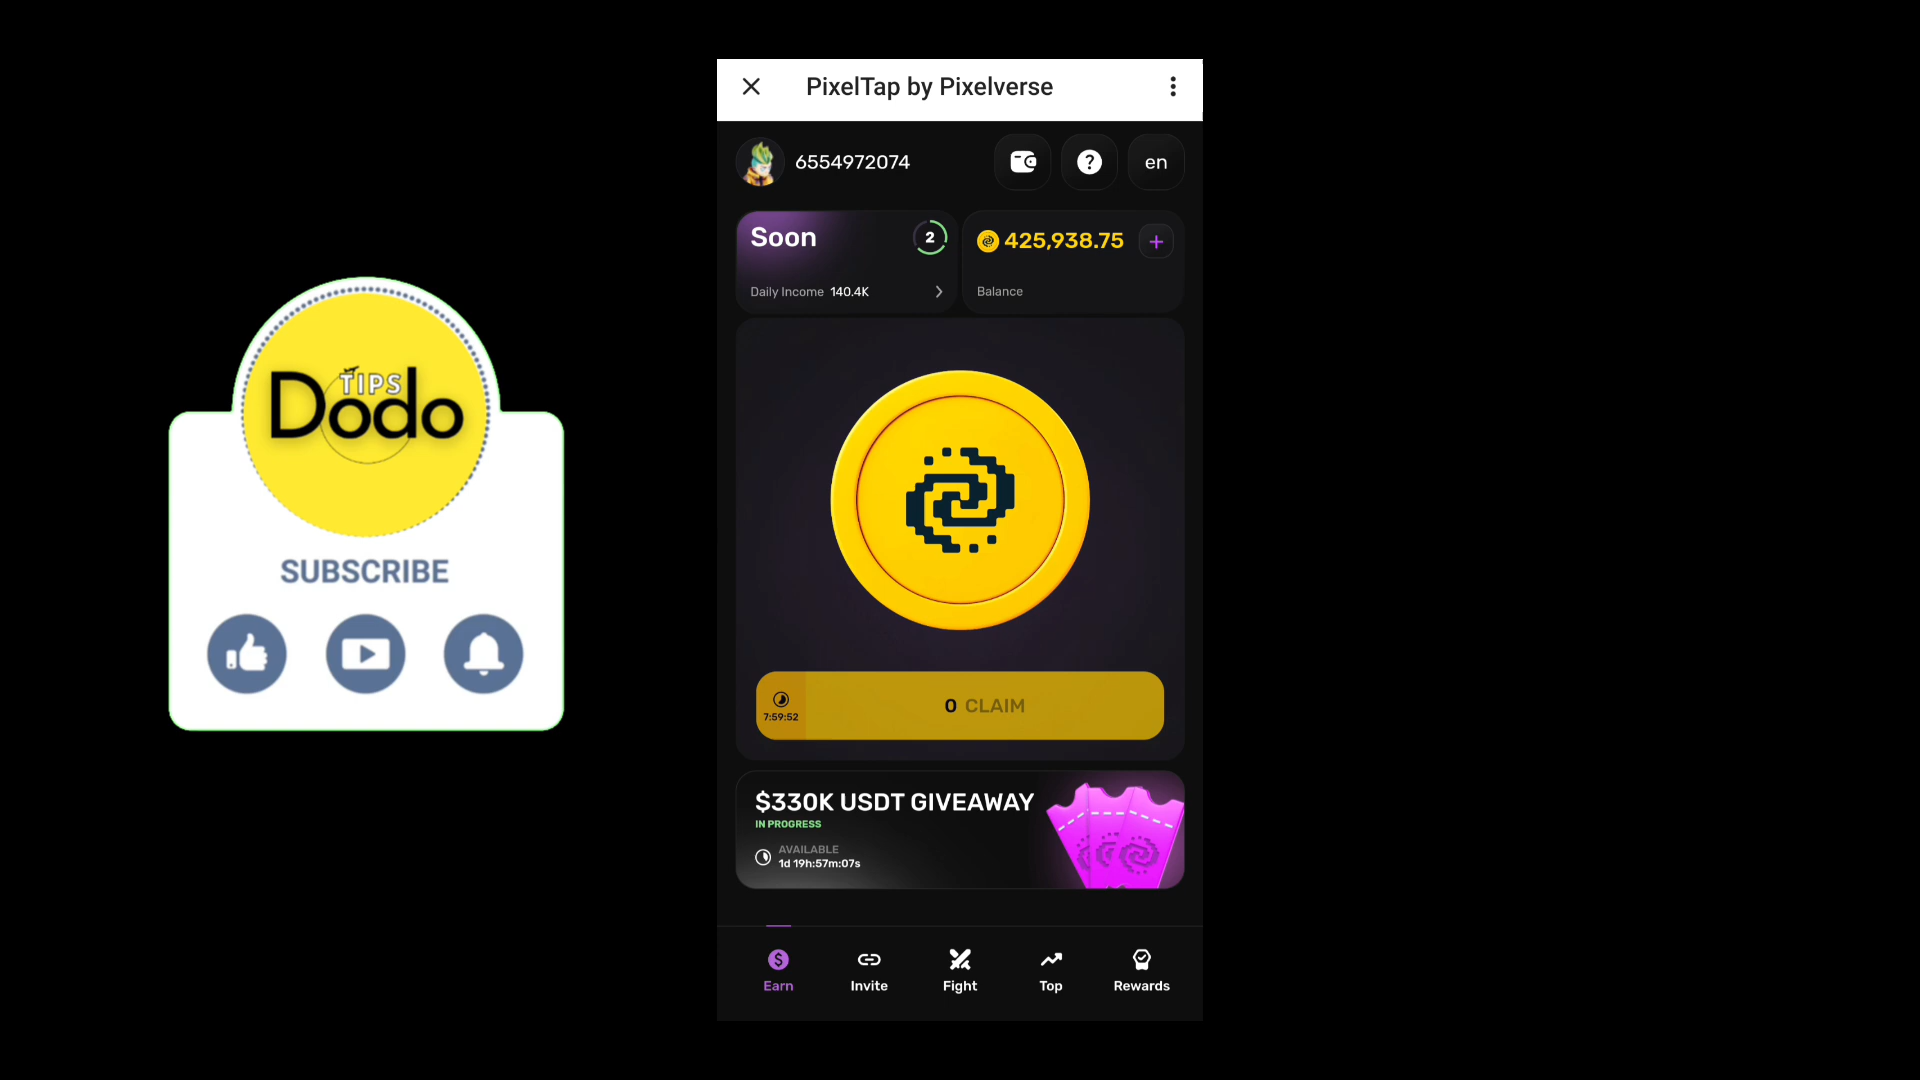 PixelTap by Pixelverse
6554972074
?
en
Soon
2
425,938.75
+
Daily Income 140.4K
Balance
TIPS
Dodo
SUBSCRIBE
7:59:52
0 CLAIM
$330K USDT GIVEAWAY
IN PROGRESS
AVAILABLE
1d 19h:57m:07s
$
Earn
Invite
Fight
Top
Rewards